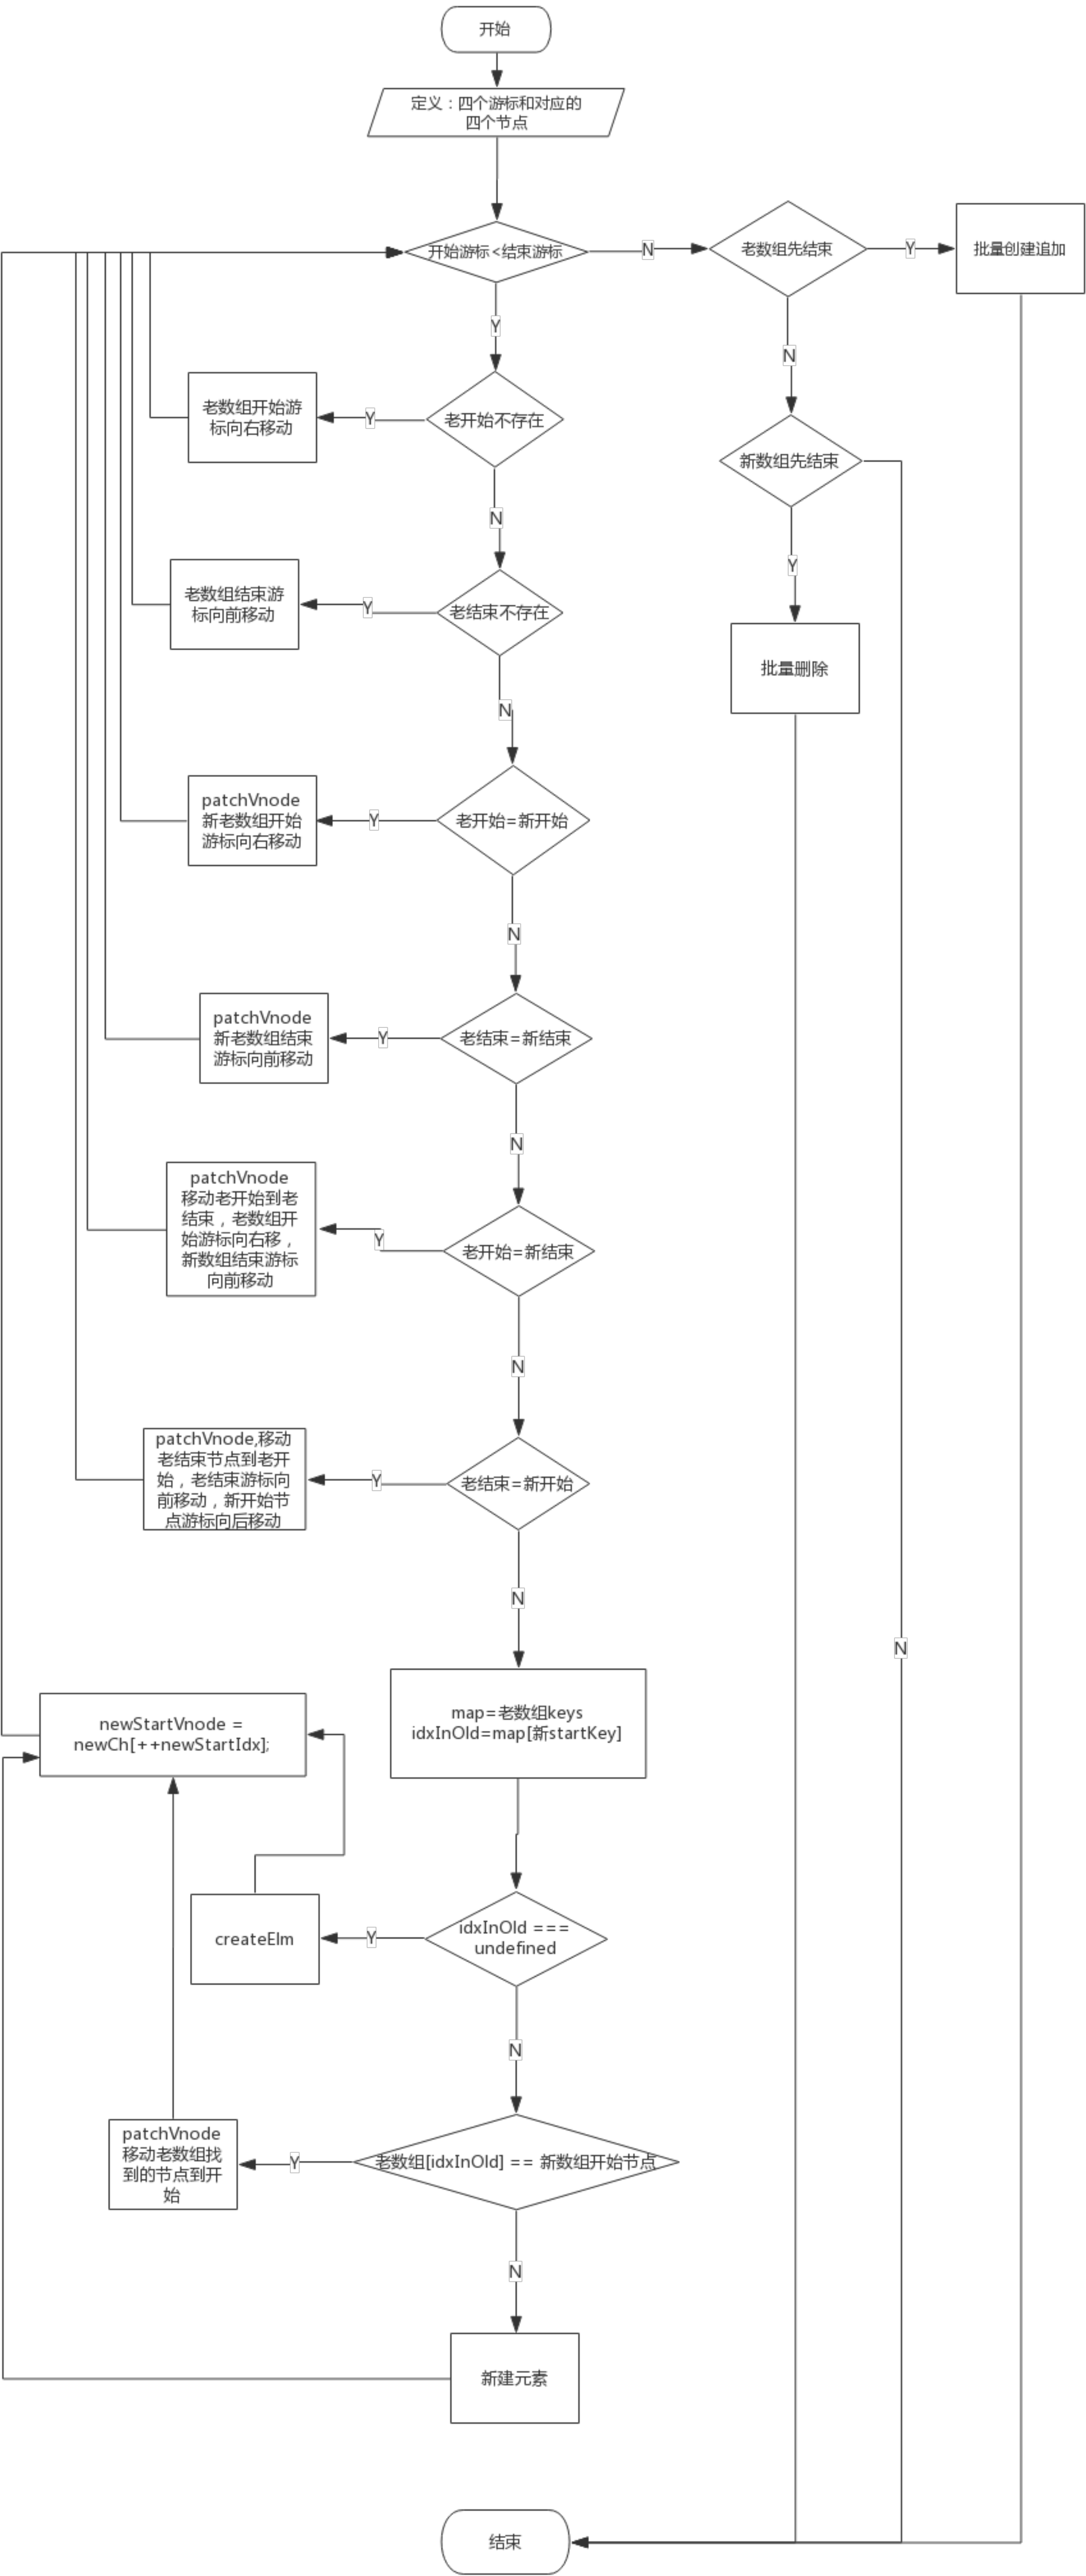 开始
定义：四个游标和对应的
四个节点
开始游标<结束游标
N
老数组先结束
Y
批量创建追加
Y
N
老数组开始游
标向右移动
Y
老开始不存在
新数组先结束
N
Y
老数组结束游
标向前移动
Y
老结束不存在
批量删除
N
patchVnode
新老数组开始
游标向右移动
Y
老开始=新开始
N
patchVnode
新老数组结束
游标向前移动
Y
老结束=新结束
N
patchVnode
移动老开始到老
结束，老数组开
始游标向右移，
新数组结束游标
向前移动
Y
老开始=新结束
N
patchVnode,移动
老结束节点到老开
始，老结束游标向
前移动，新开始节
点游标向后移动
Y
老结束=新开始
N
N
newStartVnode =
newCh[++newStartIdx];
map=老数组keys
idxInOld=map[新startKey]
createElm
Y
idxInOld ===
undefined
N
patchVnode
移动老数组找
到的节点到开
始
Y
老数组[idxInOld] == 新数组开始节点
N
新建元素
结束